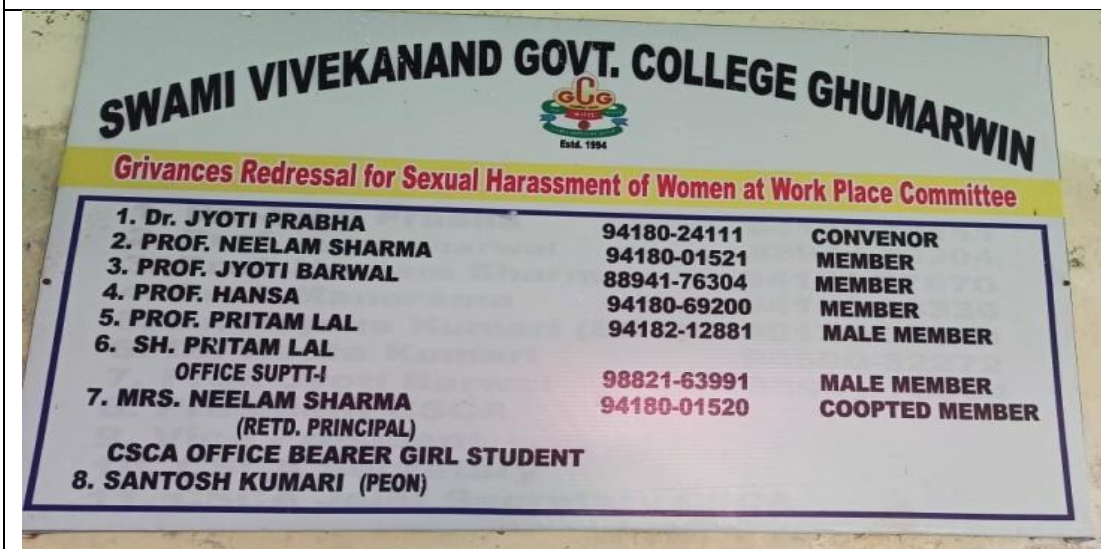 SWAMI VIVEKANAND GOVT. COLLEGE GHUMARWIN
GCG
Estd. 1994
Grivances Redressal for Sexual Harassment of Women at Work Place Committee
1. Dr. JYOTI PRABHA 94180-24111 CONVENOR
2. PROF. NEELAM SHARMA 94180-01521 MEMBER
3. PROF. JYOTI BARWAL 88941-76304 MEMBER
4. PROF. HANSA 94180-69200 MEMBER
5. PROF. PRITAM LAL 94182-12881 MALE MEMBER
6. SH. PRITAM LAL
OFFICE SUPTT-I 98821-63991 MALE MEMBER
7. MRS. NEELAM SHARMA 94180-01520 COOPTED MEMBER
(RETD. PRINCIPAL)
CSCA OFFICE BEARER GIRL STUDENT
8. SANTOSH KUMARI (PEON)